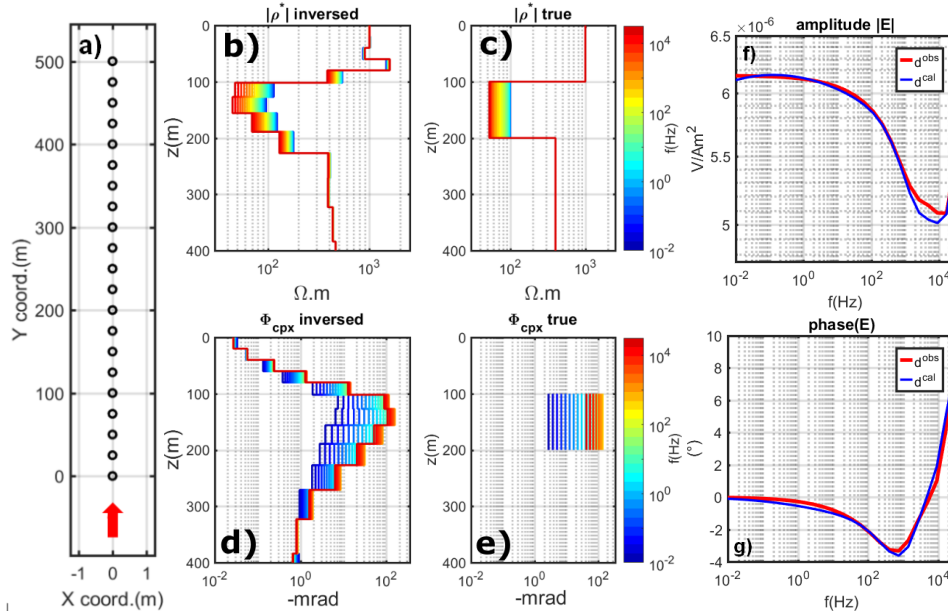 a)
500
400
300
200
100
0
Y coord.(m)
-1
0
1
X coord.(m)
|ρ*| inversed
b)
0
100
200
300
400
z(m)
10²
10³
Ω.m
|ρ*| true
c)
0
100
200
300
400
z(m)
10²
10³
Ω.m
10⁴
10²
10⁰
10⁻²
f(Hz)
Φcpx inversed
d)
0
100
200
300
400
z(m)
10⁰
10²
-mrad
Φcpx true
e)
0
100
200
300
400
z(m)
10⁰
10²
-mrad
10⁴
10²
10⁰
10⁻²
f(Hz)
×10⁻⁶
amplitude |E|
f)
dobs
dcal
6.5
6
5.5
5
V/Am²
10⁻²
10⁰
10²
10⁴
f(Hz)
phase(E)
g)
dobs
dcal
10
8
6
4
2
0
-2
-4
(°)
10⁻²
10⁰
10²
10⁴
f(Hz)